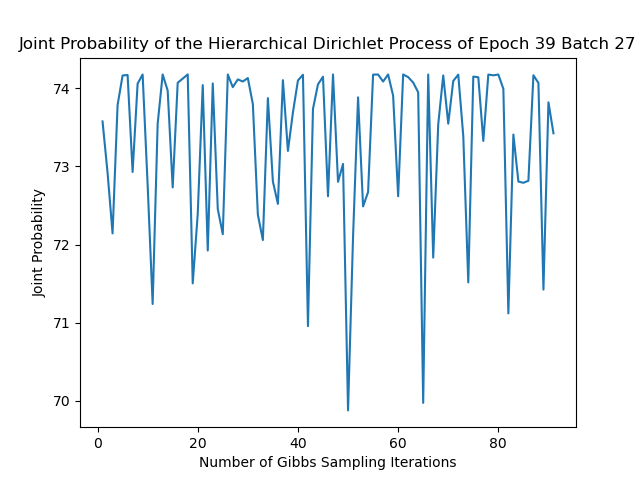 Joint Probability of the Hierarchical Dirichlet Process of Epoch 39 Batch 27
74
73
72
71
70
Joint Probability
0 20 40 60 80
Number of Gibbs Sampling Iterations